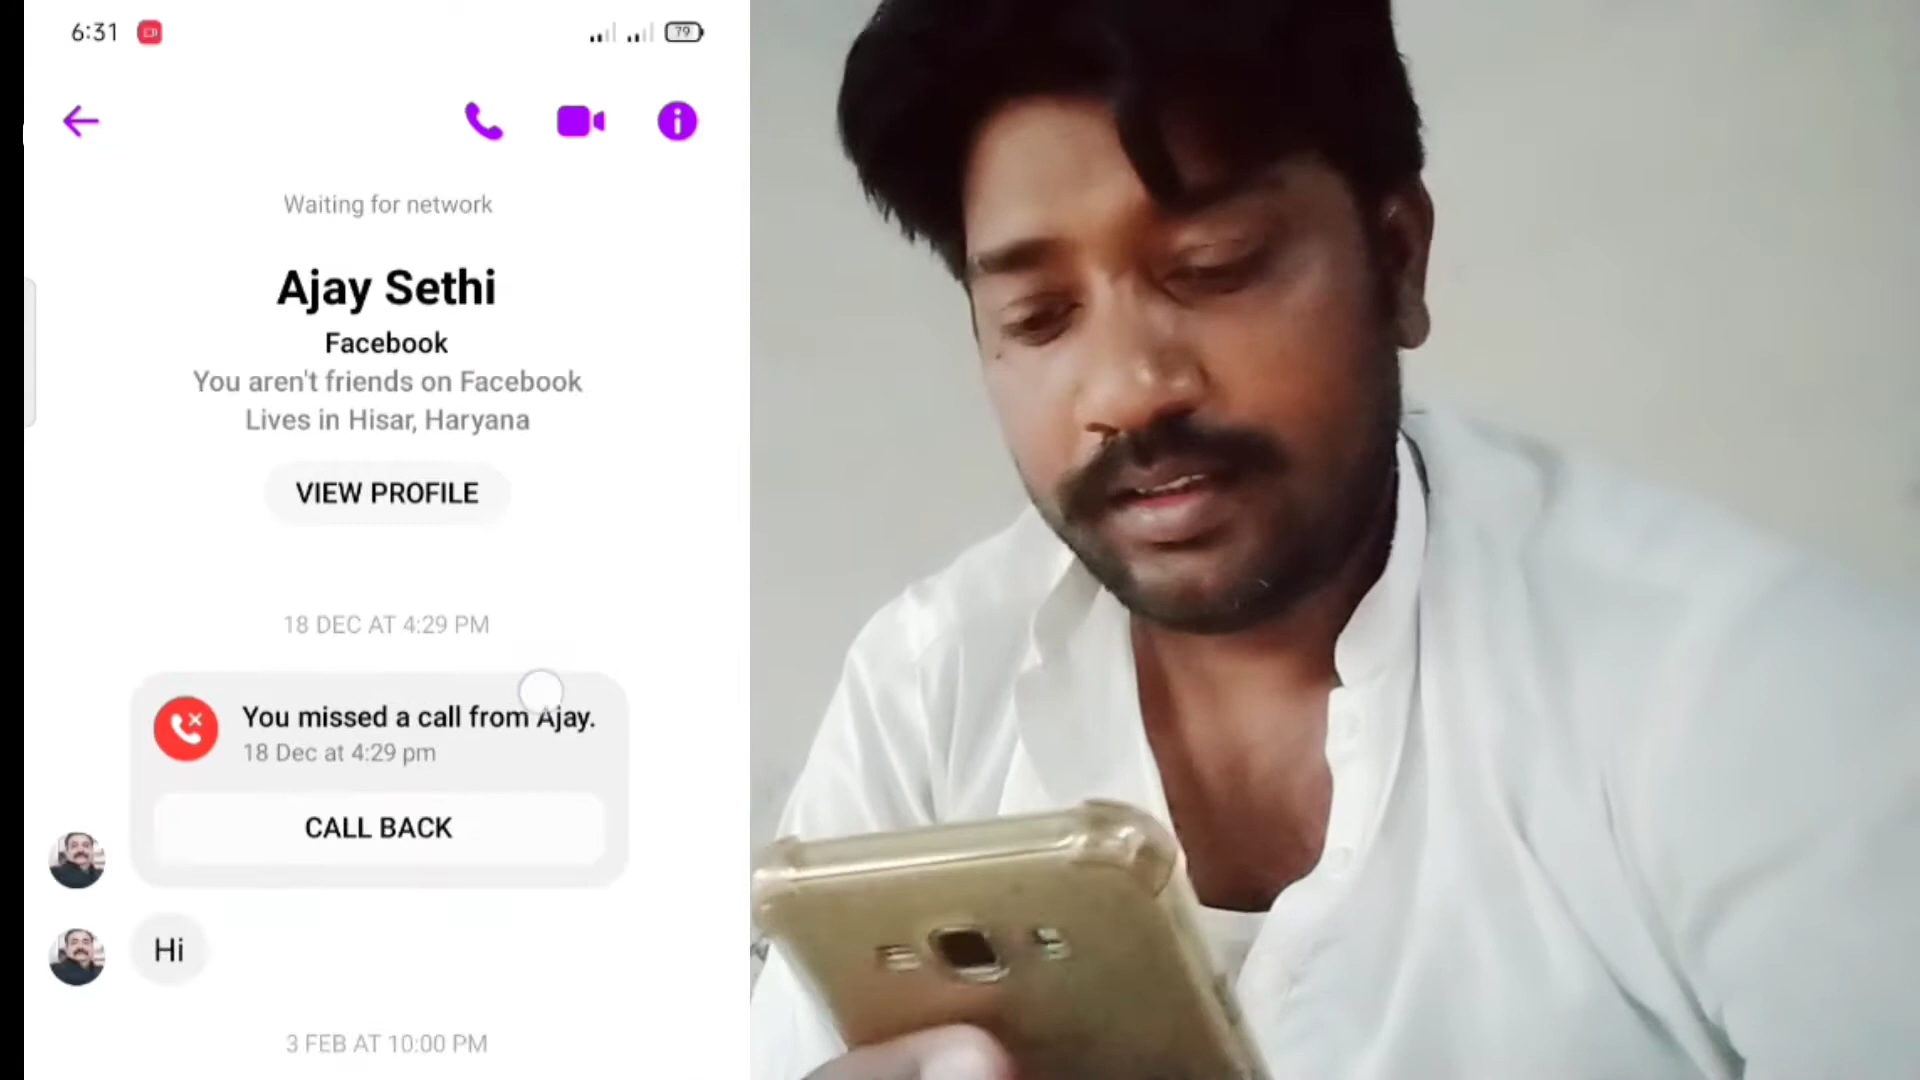 6:31
79
Waiting for network
Ajay Sethi
Facebook
You aren't friends on Facebook
Lives in Hisar, Haryana
VIEW PROFILE
18 DEC AT 4:29 PM
You missed a call from Ajay.
18 Dec at 4:29 pm
CALL BACK
Hi
3 FEB AT 10:00 PM